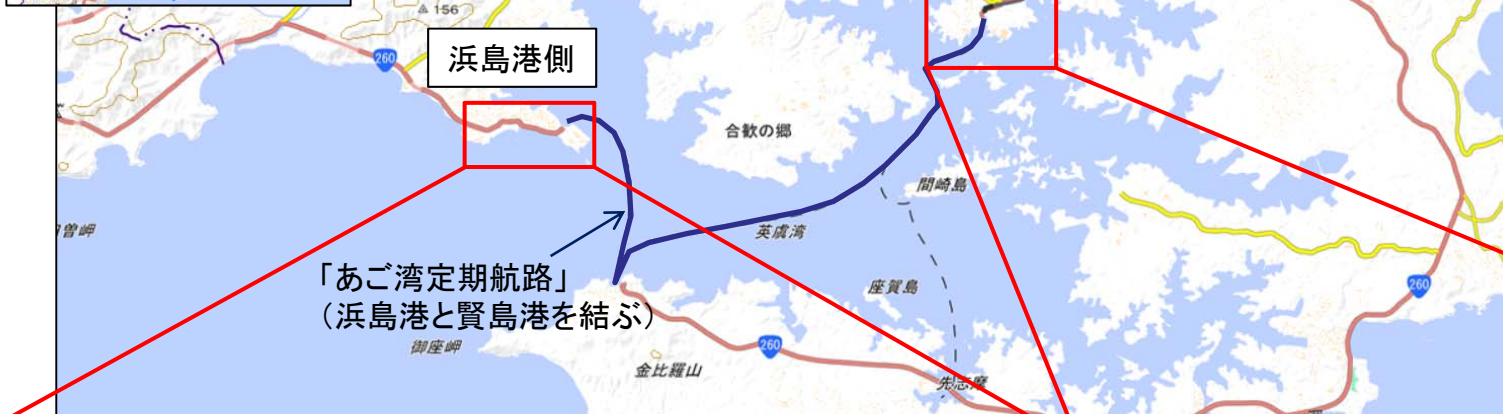 156
260
浜島港側
合歓の郷
間崎島
英虞湾
「あご湾定期航路」
（浜島港と賢島港を結ぶ）
座賀島
260
御座岬
260
金比羅山
先志摩